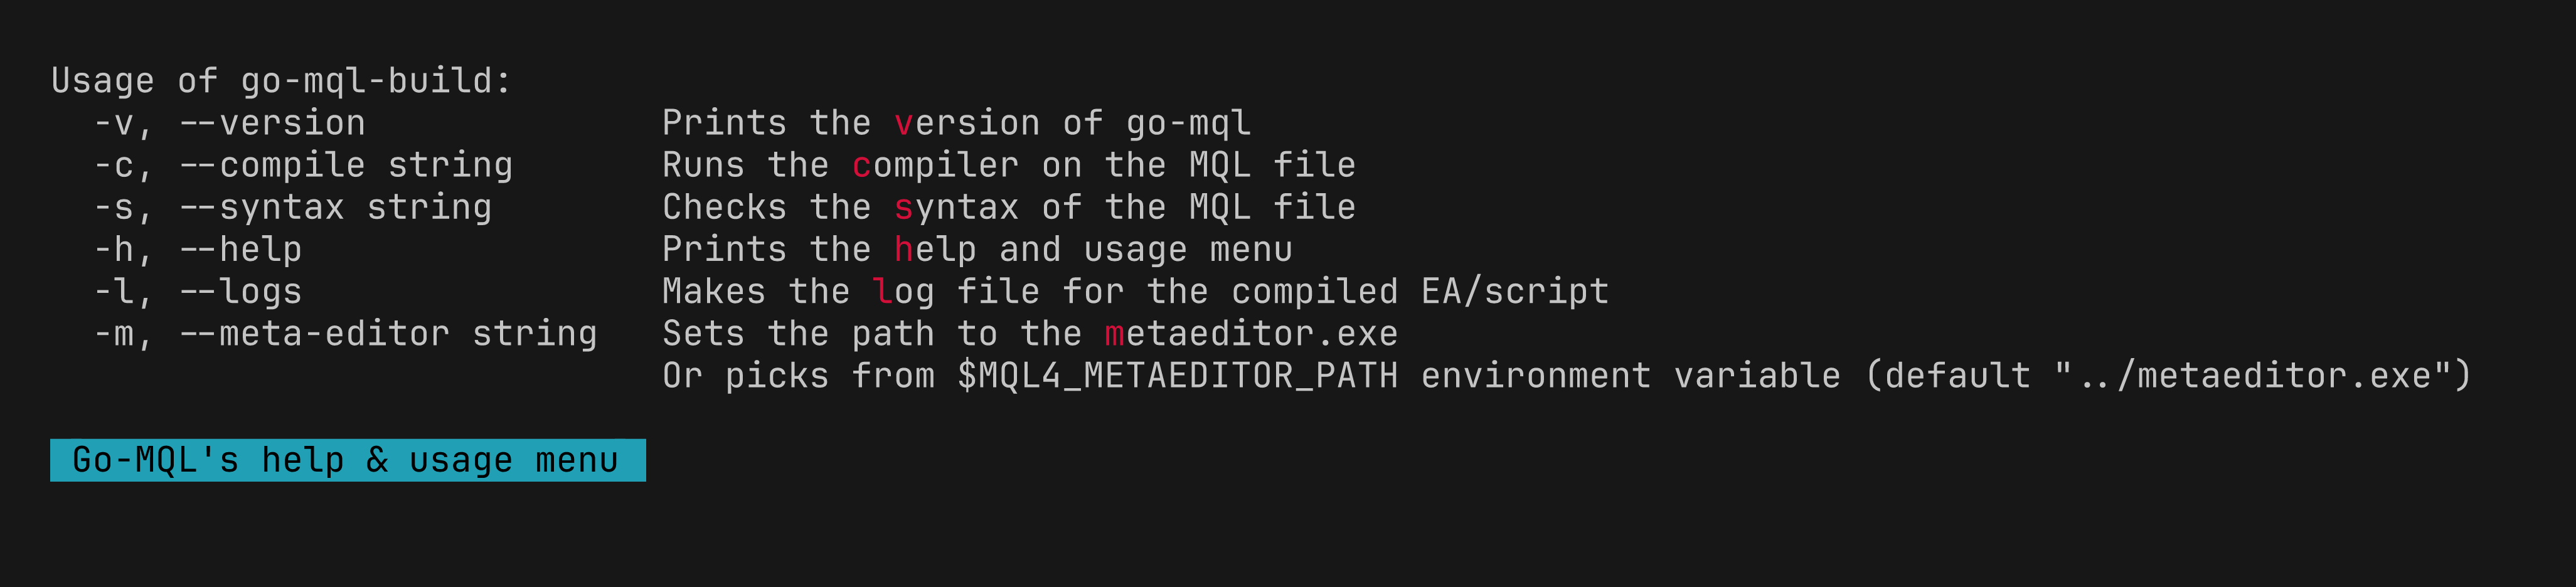 Usage of go-mql-build:
-v, --version Prints the version of go-mql
-c, --compile string Runs the compiler on the MQL file
-s, --syntax string Checks the syntax of the MQL file
-h, --help Prints the help and usage menu
-l, --logs Makes the log file for the compiled EA/script
-m, --meta-editor string Sets the path to the metaeditor.exe
Or picks from $MQL4_METAEDITOR_PATH environment variable (default "../metaeditor.exe")
Go-MQL's help & usage menu